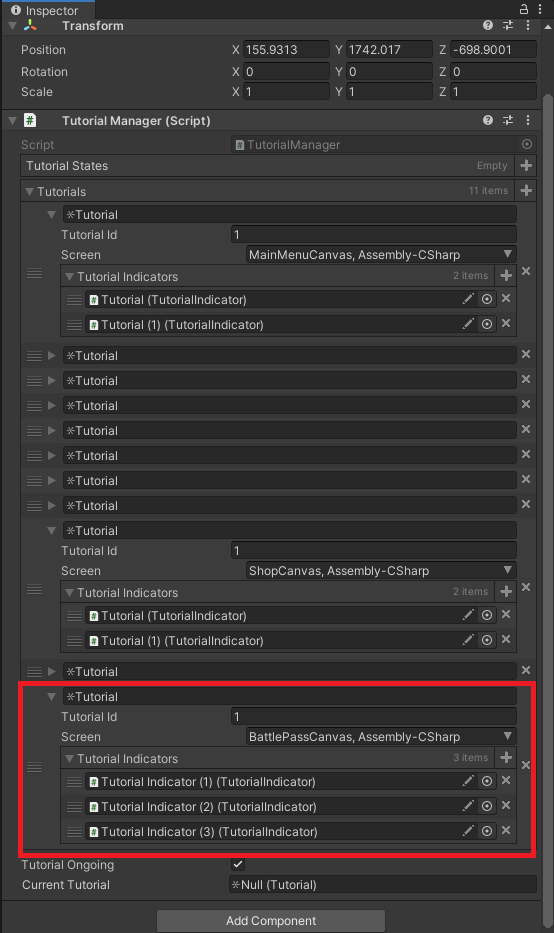 Inspector
Transform
Position X 155.9313 Y 1742.017 Z -698.9001
Rotation X 0 Y 0 Z 0
Scale X 1 Y 1 Z 1
# Tutorial Manager (Script)
Script # TutorialManager
Tutorial States Empty +
Tutorials 11 items +
✲Tutorial
Tutorial Id 1
Screen MainMenuCanvas, Assembly-CSharp
Tutorial Indicators 2 items +
# Tutorial (TutorialIndicator)
# Tutorial (1) (TutorialIndicator)
✲Tutorial
✲Tutorial
✲Tutorial
✲Tutorial
✲Tutorial
✲Tutorial
✲Tutorial
✲Tutorial
Tutorial Id 1
Screen ShopCanvas, Assembly-CSharp
Tutorial Indicators 2 items +
# Tutorial (TutorialIndicator)
# Tutorial (1) (TutorialIndicator)
✲Tutorial
✲Tutorial
Tutorial Id 1
Screen BattlePassCanvas, Assembly-CSharp
Tutorial Indicators 3 items +
# Tutorial Indicator (1) (TutorialIndicator)
# Tutorial Indicator (2) (TutorialIndicator)
# Tutorial Indicator (3) (TutorialIndicator)
Tutorial Ongoing
Current Tutorial ✲Null (Tutorial)
Add Component